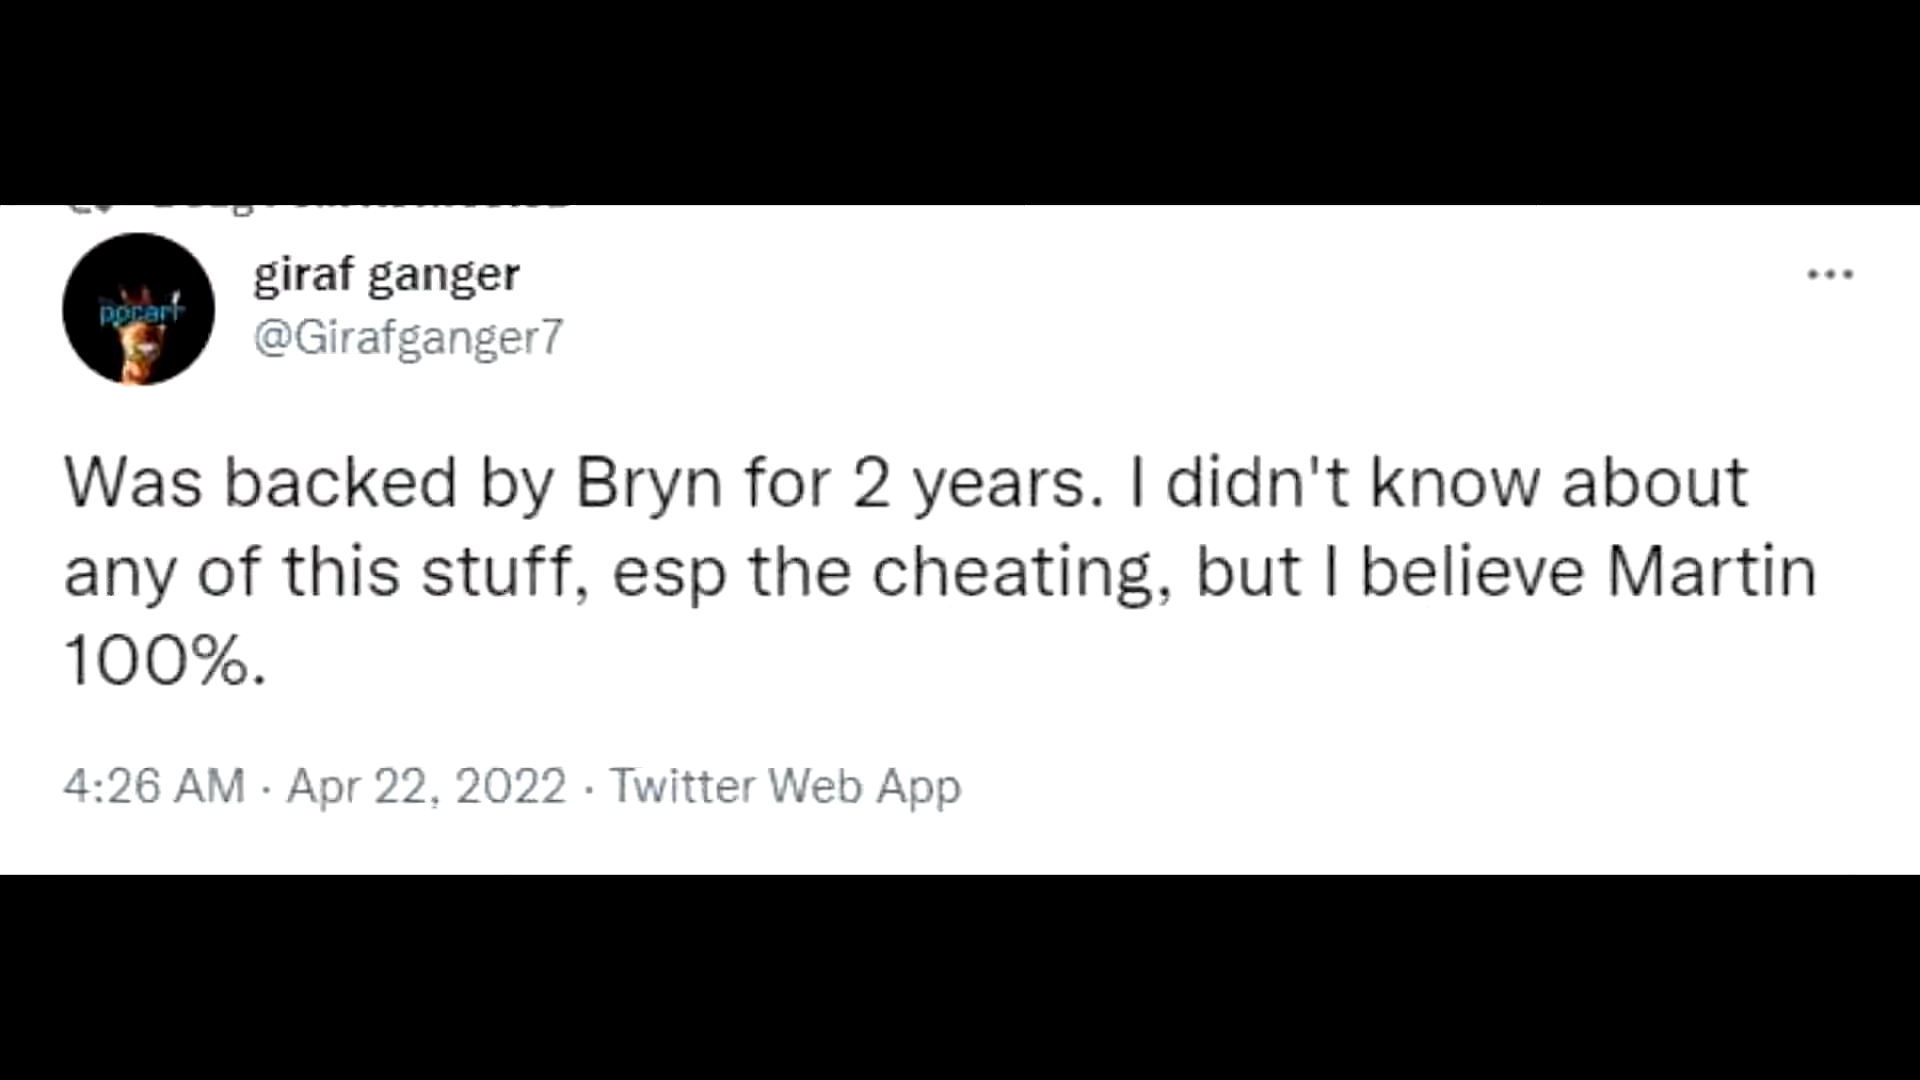 giraf ganger
@Girafganger7
Was backed by Bryn for 2 years. I didn't know about
any of this stuff, esp the cheating, but I believe Martin
100%.
4:26 AM · Apr 22, 2022 · Twitter Web App